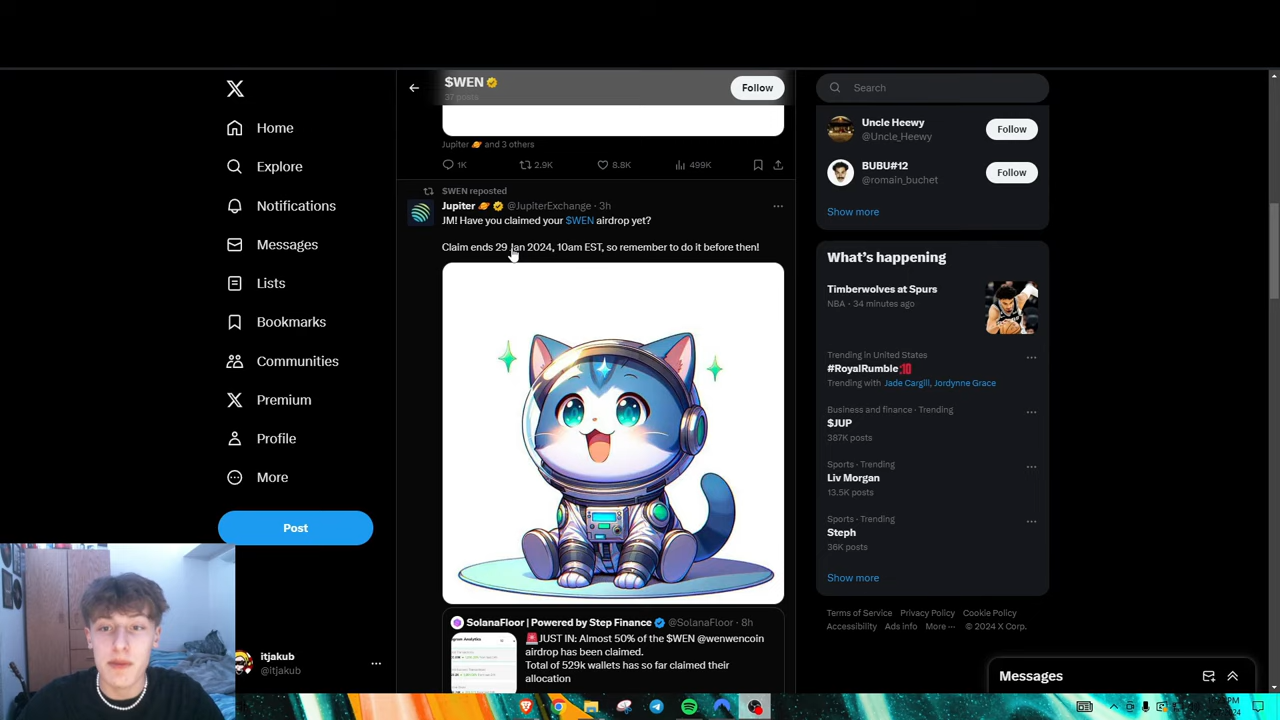 Home
Explore
Notifications
Messages
Lists
Bookmarks
Communities
Premium
Profile
More
Post
itjakub
@itjakub
$WEN
37 posts
Follow
Jupiter 🪐 and 3 others
1K 2.9K 8.8K 499K
$WEN reposted
Jupiter 🪐 @JupiterExchange · 3h
JM! Have you claimed your $WEN airdrop yet?
Claim ends 29 Jan 2024, 10am EST, so remember to do it before then!
SolanaFloor | Powered by Step Finance @SolanaFloor · 8h
🚨JUST IN: Almost 50% of the $WEN @wenwencoin
airdrop has been claimed.
Total of 529k wallets has so far claimed their
allocation
Search
Uncle Heewy
@Uncle_Heewy
Follow
BUBU#12
@romain_buchet
Follow
Show more
What's happening
Timberwolves at Spurs
NBA · 34 minutes ago
Trending in United States
#RoyalRumble
Trending with Jade Cargill, Jordynne Grace
Business and finance · Trending
$JUP
387K posts
Sports · Trending
Liv Morgan
13.5K posts
Sports · Trending
Steph
36K posts
Show more
Terms of Service Privacy Policy Cookie Policy
Accessibility Ads info More ··· © 2024 X Corp.
Messages